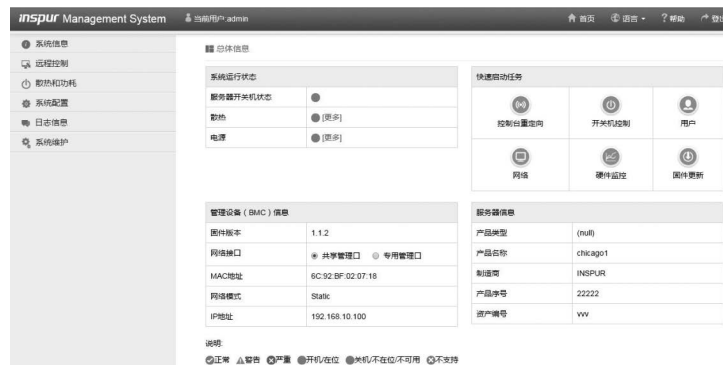 inspur Management System 当前用户:admin 首页 语言 帮助
系统信息
远程控制
散热和功耗
系统配置
日志信息
系统维护
总体信息
系统运行状态
服务器开关机状态
散热 [更多]
电源 [更多]
快速启动任务
控制台重定向 开关机控制 用户
网络 硬件监控 固件更新
管理设备（BMC）信息
固件版本 1.1.2
网络接口 共享管理口 专用管理口
MAC地址 6C:92:BF:02:07:18
网络模式 Static
IP地址 192.168.10.100
服务器信息
产品类型 (null)
产品名称 chicago1
制造商 INSPUR
产品序号 22222
资产编号 vvv
说明:
正常 警告 严重 开机/在位 关机/不在位/不可用 不支持